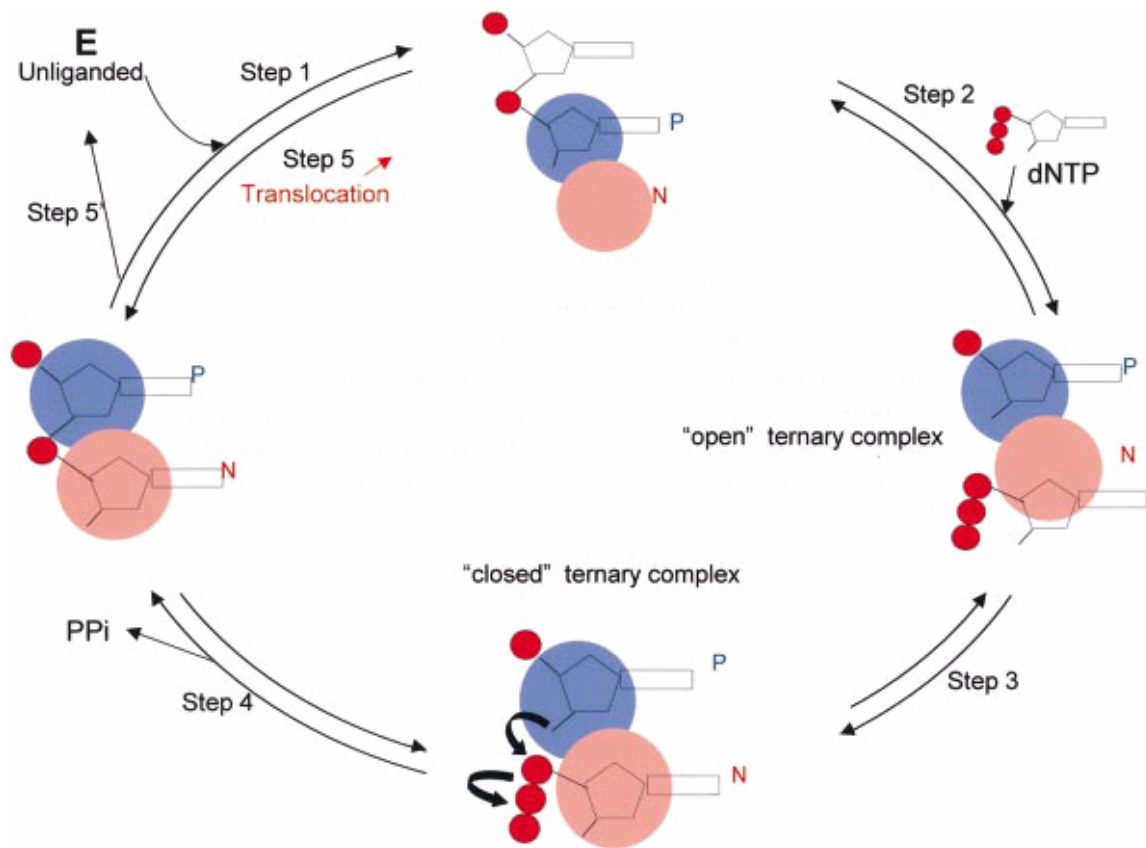 E
Unliganded
Step 1
Step 5
Translocation
Step 5'
P
N
Step 2
dNTP
P
N
"open" ternary complex
P
N
"closed" ternary complex
P
N
Step 3
PPi
Step 4